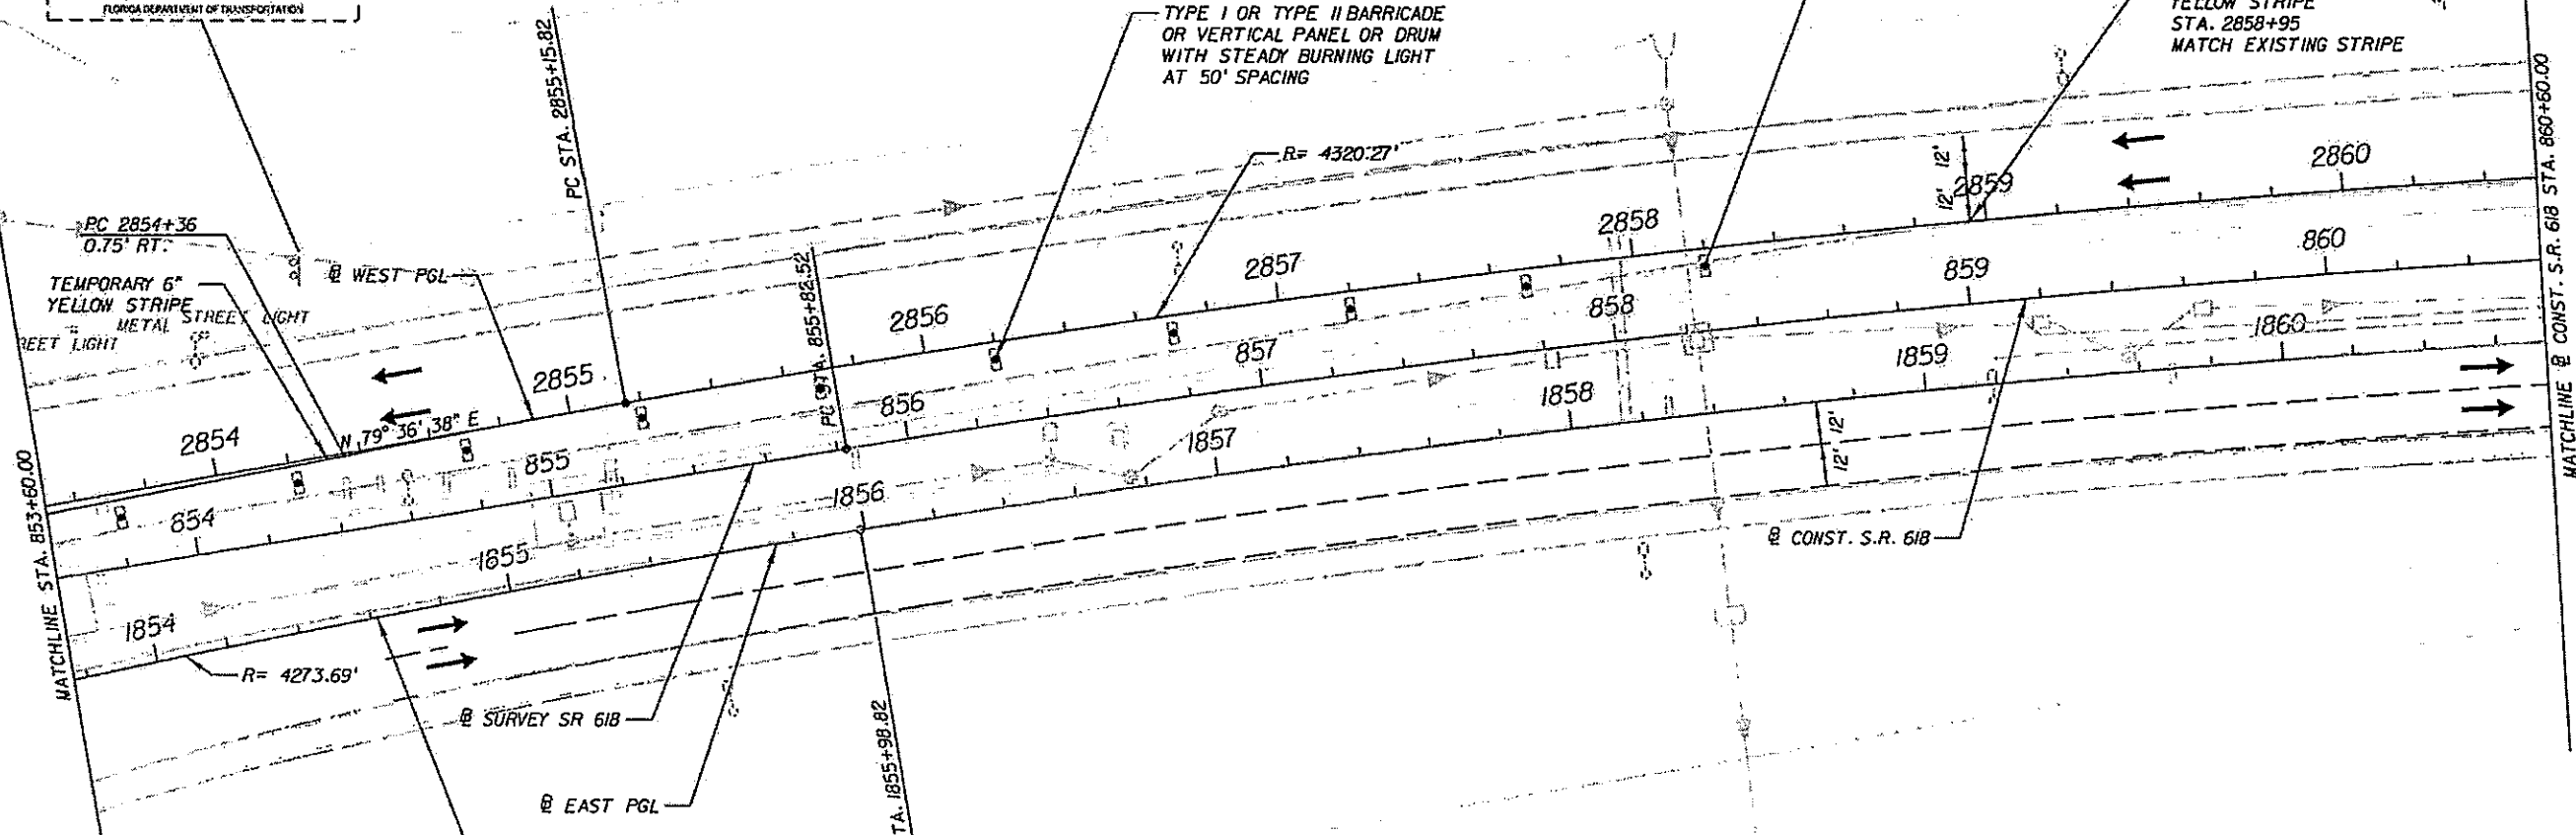 FLORIDA DEPARTMENT OF TRANSPORTATION
TYPE I OR TYPE II BARRICADE
OR VERTICAL PANEL OR DRUM
WITH STEADY BURNING LIGHT
AT 50' SPACING
YELLOW STRIPE
STA. 2858+95
MATCH EXISTING STRIPE
PC STA. 2855+15.82
R= 4320.27'
PC 2854+36
0.75' RT.
TEMPORARY 6"
YELLOW STRIPE
METAL STREET LIGHT
REET LIGHT
℄ WEST PGL
PC STA. 855+82.52
N 79° 36' 38" E
2854
2855
2856
2857
2858
2859
2860
12' 12'
854
855
856
857
858
859
860
1854
1855
1856
1857
1858
1859
1860
12' 12'
R= 4273.69'
℄ SURVEY SR 618
℄ EAST PGL
℄ CONST. S.R. 618
TA. 1855+98.82
MATCHLINE STA. 853+60.00
MATCHLINE ℄ CONST. S.R. 618 STA. 860+60.00